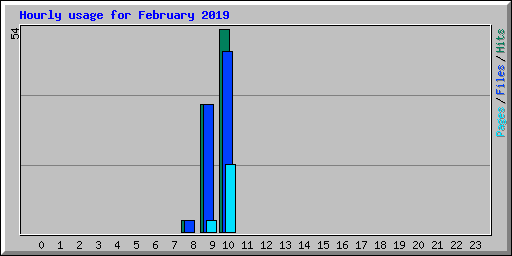 Hourly usage for February 2019
54
Pages/Files/Hits
0 1 2 3 4 5 6 7 8 9 10 11 12 13 14 15 16 17 18 19 20 21 22 23